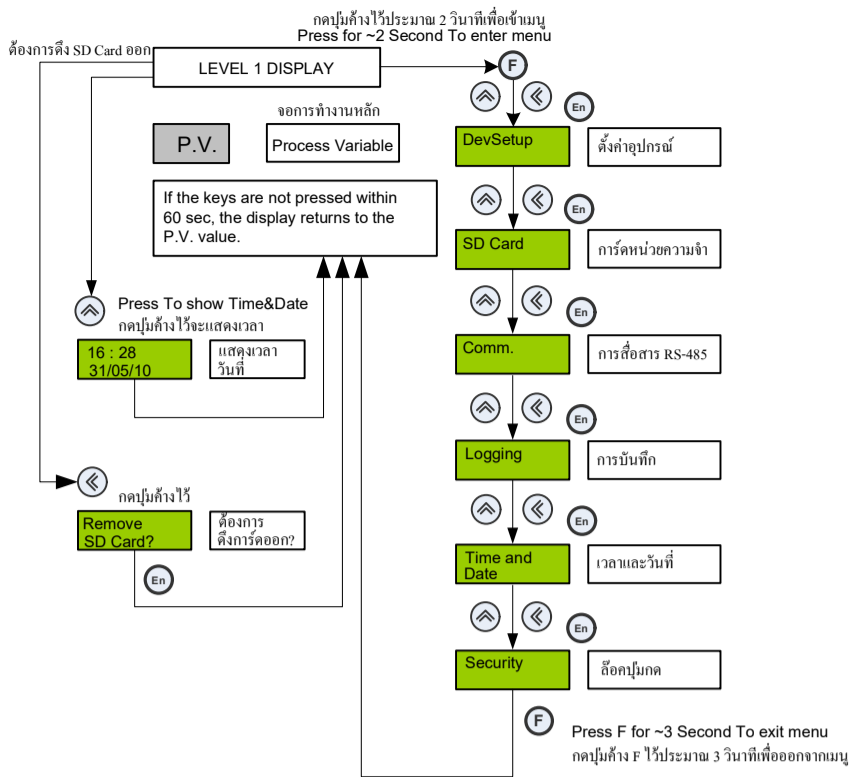 กดปุ่มค้างไว้ประมาณ 2 วินาทีเพื่อเข้าเมนู
Press for ~2 Second To enter menu
ต้องการดึง SD Card ออก
LEVEL 1 DISPLAY
F
En
จอการทำงานหลัก
P.V.
Process Variable
DevSetup
ตั้งค่าอุปกรณ์
If the keys are not pressed within
60 sec, the display returns to the
P.V. value.
En
SD Card
การ์ดหน่วยความจำ
Press To show Time&Date
กดปุ่มค้างไว้จะแสดงเวลา
16 : 28
31/05/10
แสดงเวลา
วันที่
En
Comm.
การสื่อสาร RS-485
En
Logging
การบันทึก
กดปุ่มค้างไว้
Remove
SD Card?
ต้องการ
ดึงการ์ดออก?
En
En
Time and
Date
เวลาและวันที่
En
Security
ล๊อคปุ่มกด
F
Press F for ~3 Second To exit menu
กดปุ่มค้าง F ไว้ประมาณ 3 วินาทีเพื่อออกจากเมนู